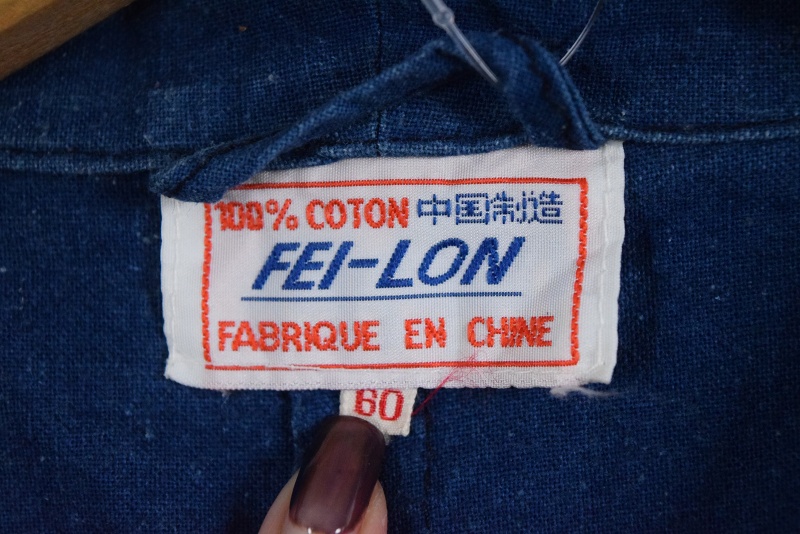 100% COTON 中国制造
FEI-LON
FABRIQUE EN CHINE
60